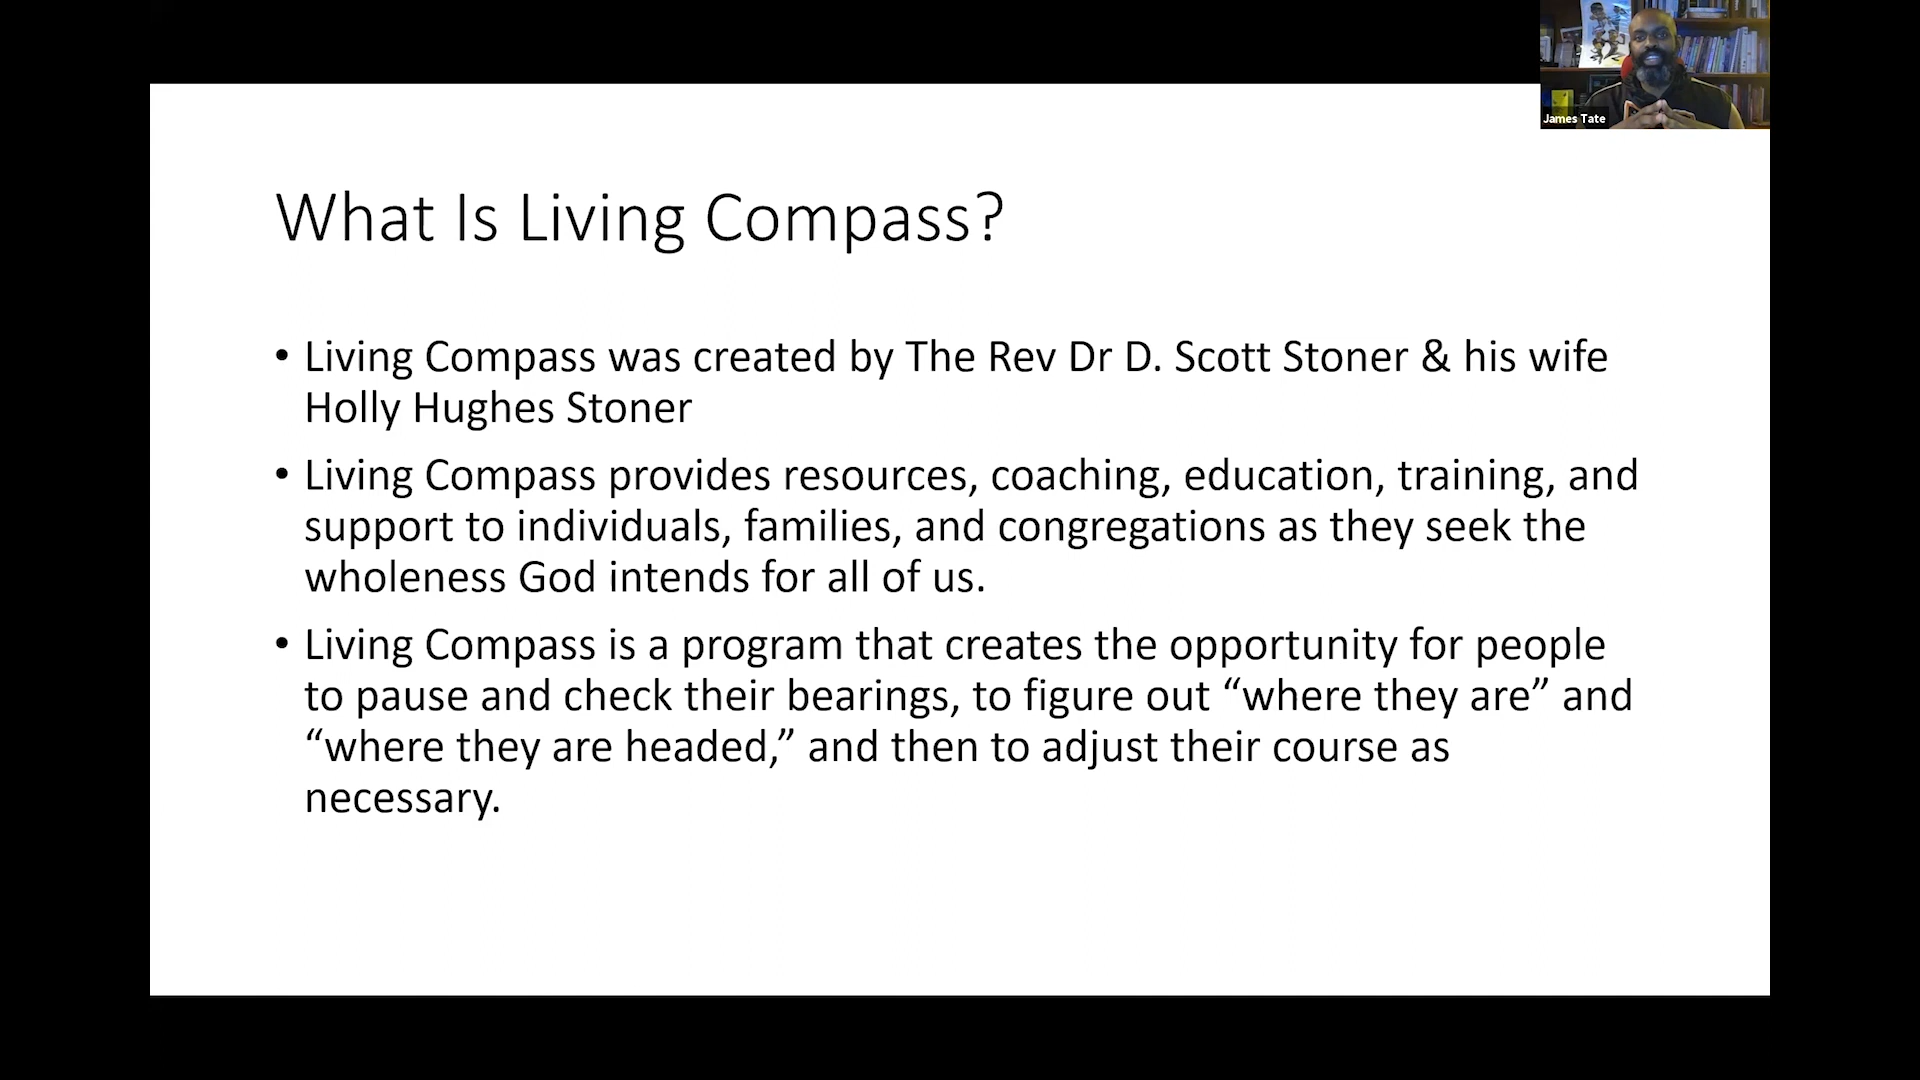 James Tate
What Is Living Compass?
• Living Compass was created by The Rev Dr D. Scott Stoner & his wife
Holly Hughes Stoner
• Living Compass provides resources, coaching, education, training, and
support to individuals, families, and congregations as they seek the
wholeness God intends for all of us.
• Living Compass is a program that creates the opportunity for people
to pause and check their bearings, to figure out “where they are” and
“where they are headed,” and then to adjust their course as
necessary.